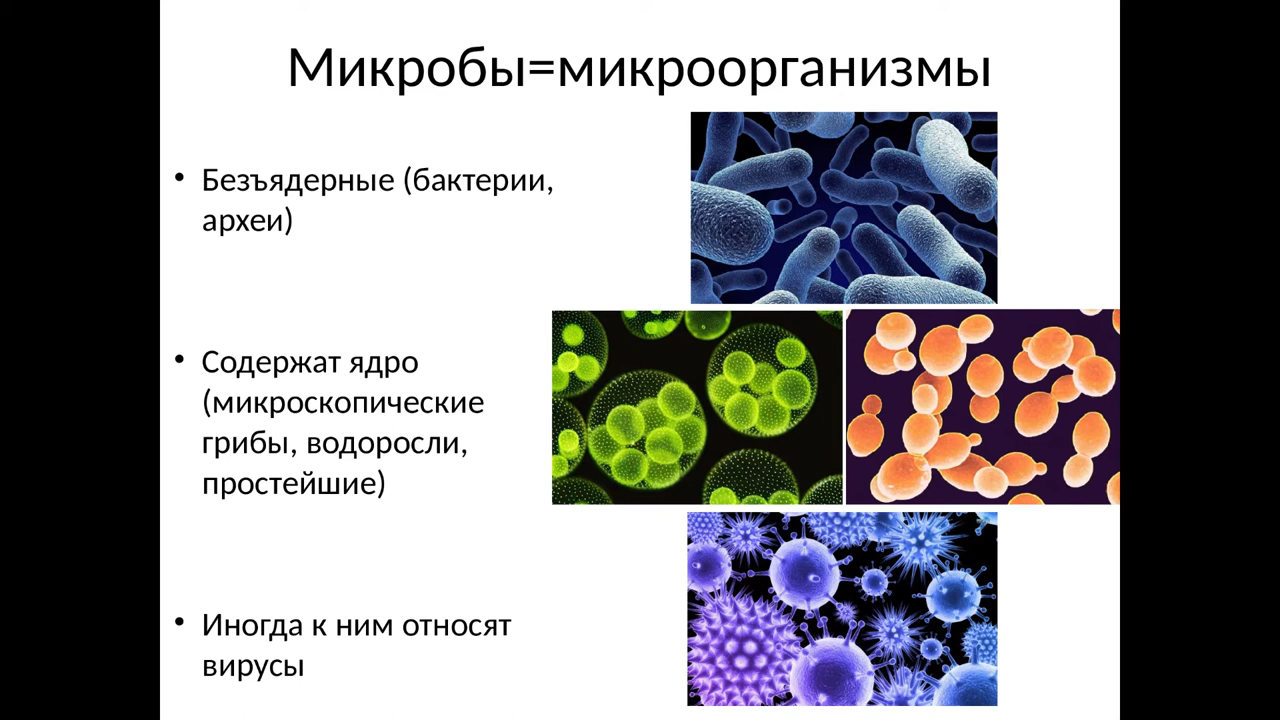 Микробы=микроорганизмы
• Безъядерные (бактерии,
археи)
• Содержат ядро
(микроскопические
грибы, водоросли,
простейшие)
• Иногда к ним относят
вирусы